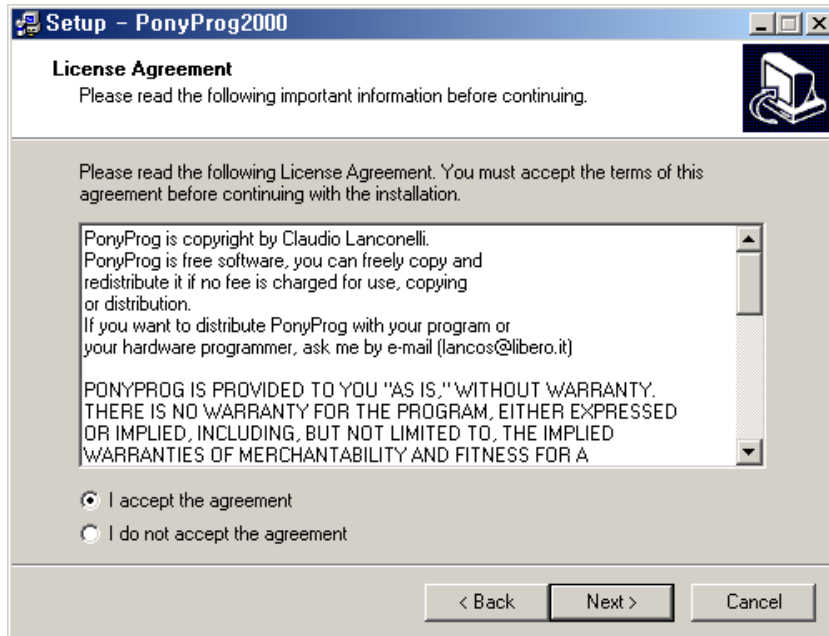 Setup - PonyProg2000
License Agreement
Please read the following important information before continuing.
Please read the following License Agreement. You must accept the terms of this
agreement before continuing with the installation.
PonyProg is copyright by Claudio Lanconelli.
PonyProg is free software, you can freely copy and
redistribute it if no fee is charged for use, copying
or distribution.
If you want to distribute PonyProg with your program or
your hardware programmer, ask me by e-mail (lancos@libero.it)
PONYPROG IS PROVIDED TO YOU "AS IS," WITHOUT WARRANTY.
THERE IS NO WARRANTY FOR THE PROGRAM, EITHER EXPRESSED
OR IMPLIED, INCLUDING, BUT NOT LIMITED TO, THE IMPLIED
WARRANTIES OF MERCHANTABILITY AND FITNESS FOR A
I accept the agreement
I do not accept the agreement
< Back Next > Cancel